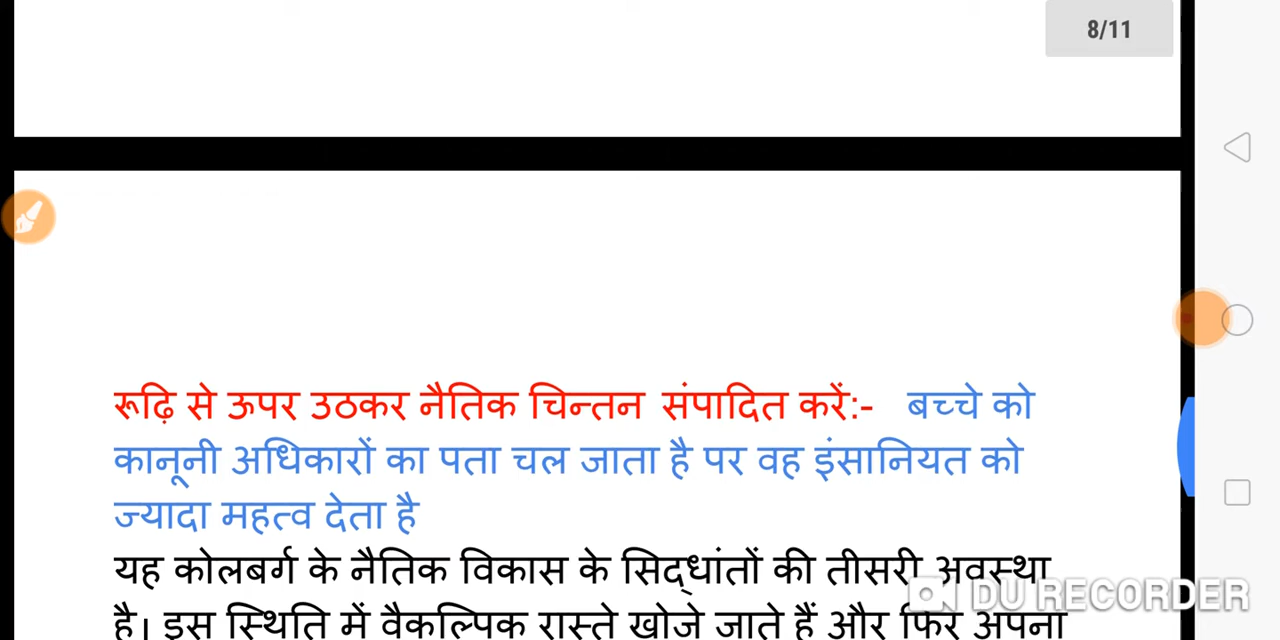 8/11
रूढ़ि से ऊपर उठकर नैतिक चिन्तन संपादित करें:- बच्चे को
कानूनी अधिकारों का पता चल जाता है पर वह इंसानियत को
ज्यादा महत्व देता है
यह कोलबर्ग के नैतिक विकास के सिद्धांतों की तीसरी अवस्था
DU RECORDER
है। इस स्थिति में वैकल्पिक रास्ते खोजे जाते हैं और फिर अपना